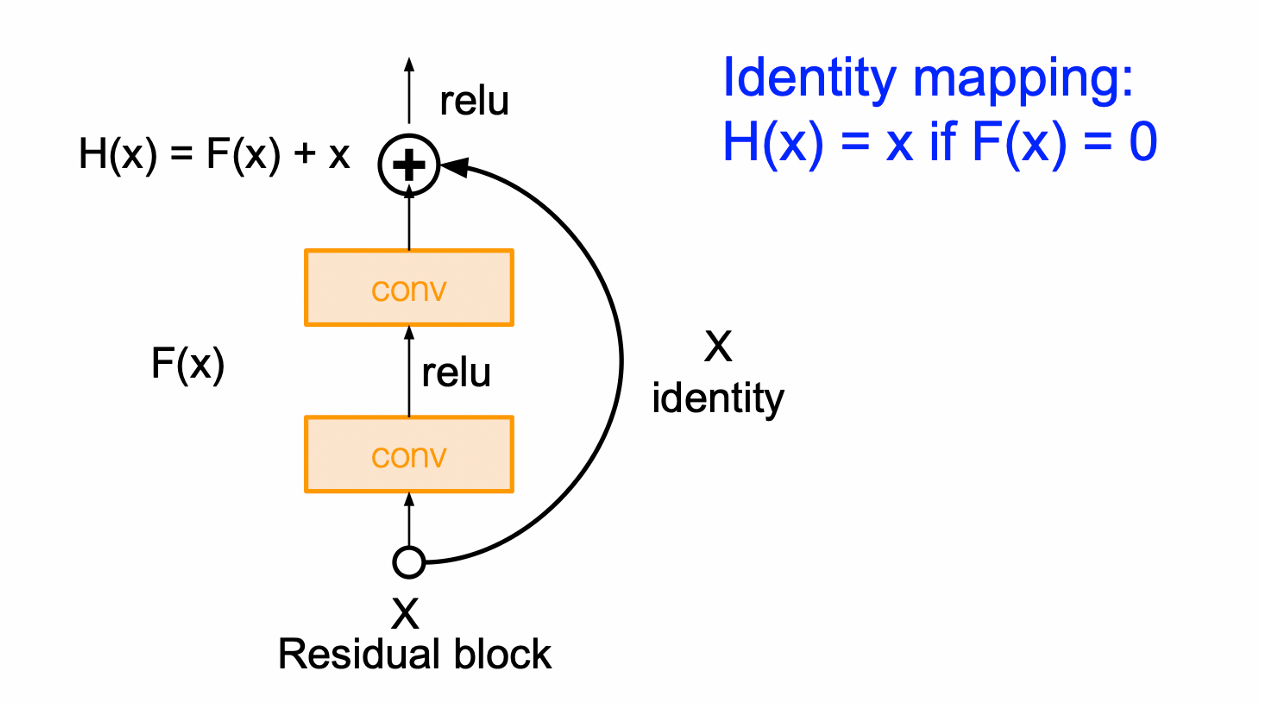 relu
Identity mapping:
H(x) = x if F(x) = 0
H(x) = F(x) + x
+
conv
F(x)
relu
X
identity
conv
X
Residual block